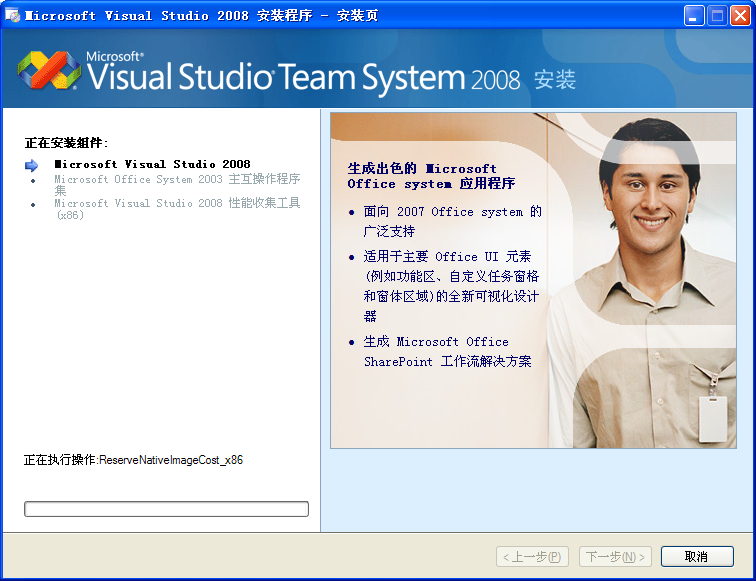 Microsoft Visual Studio 2008 安装程序 - 安装页
Microsoft®
Visual Studio® Team System 2008 安装
正在安装组件:
Microsoft Visual Studio 2008
Microsoft Office System 2003 主互操作程序
集
Microsoft Visual Studio 2008 性能收集工具
(x86)
正在执行操作:ReserveNativeImageCost_x86
生成出色的 Microsoft
Office system 应用程序
• 面向 2007 Office system 的
广泛支持
• 适用于主要 Office UI 元素
(例如功能区、自定义任务窗格
和窗体区域)的全新可视化设计
器
• 生成 Microsoft Office
SharePoint 工作流解决方案
< 上一步(P)
下一步(N) >
取消